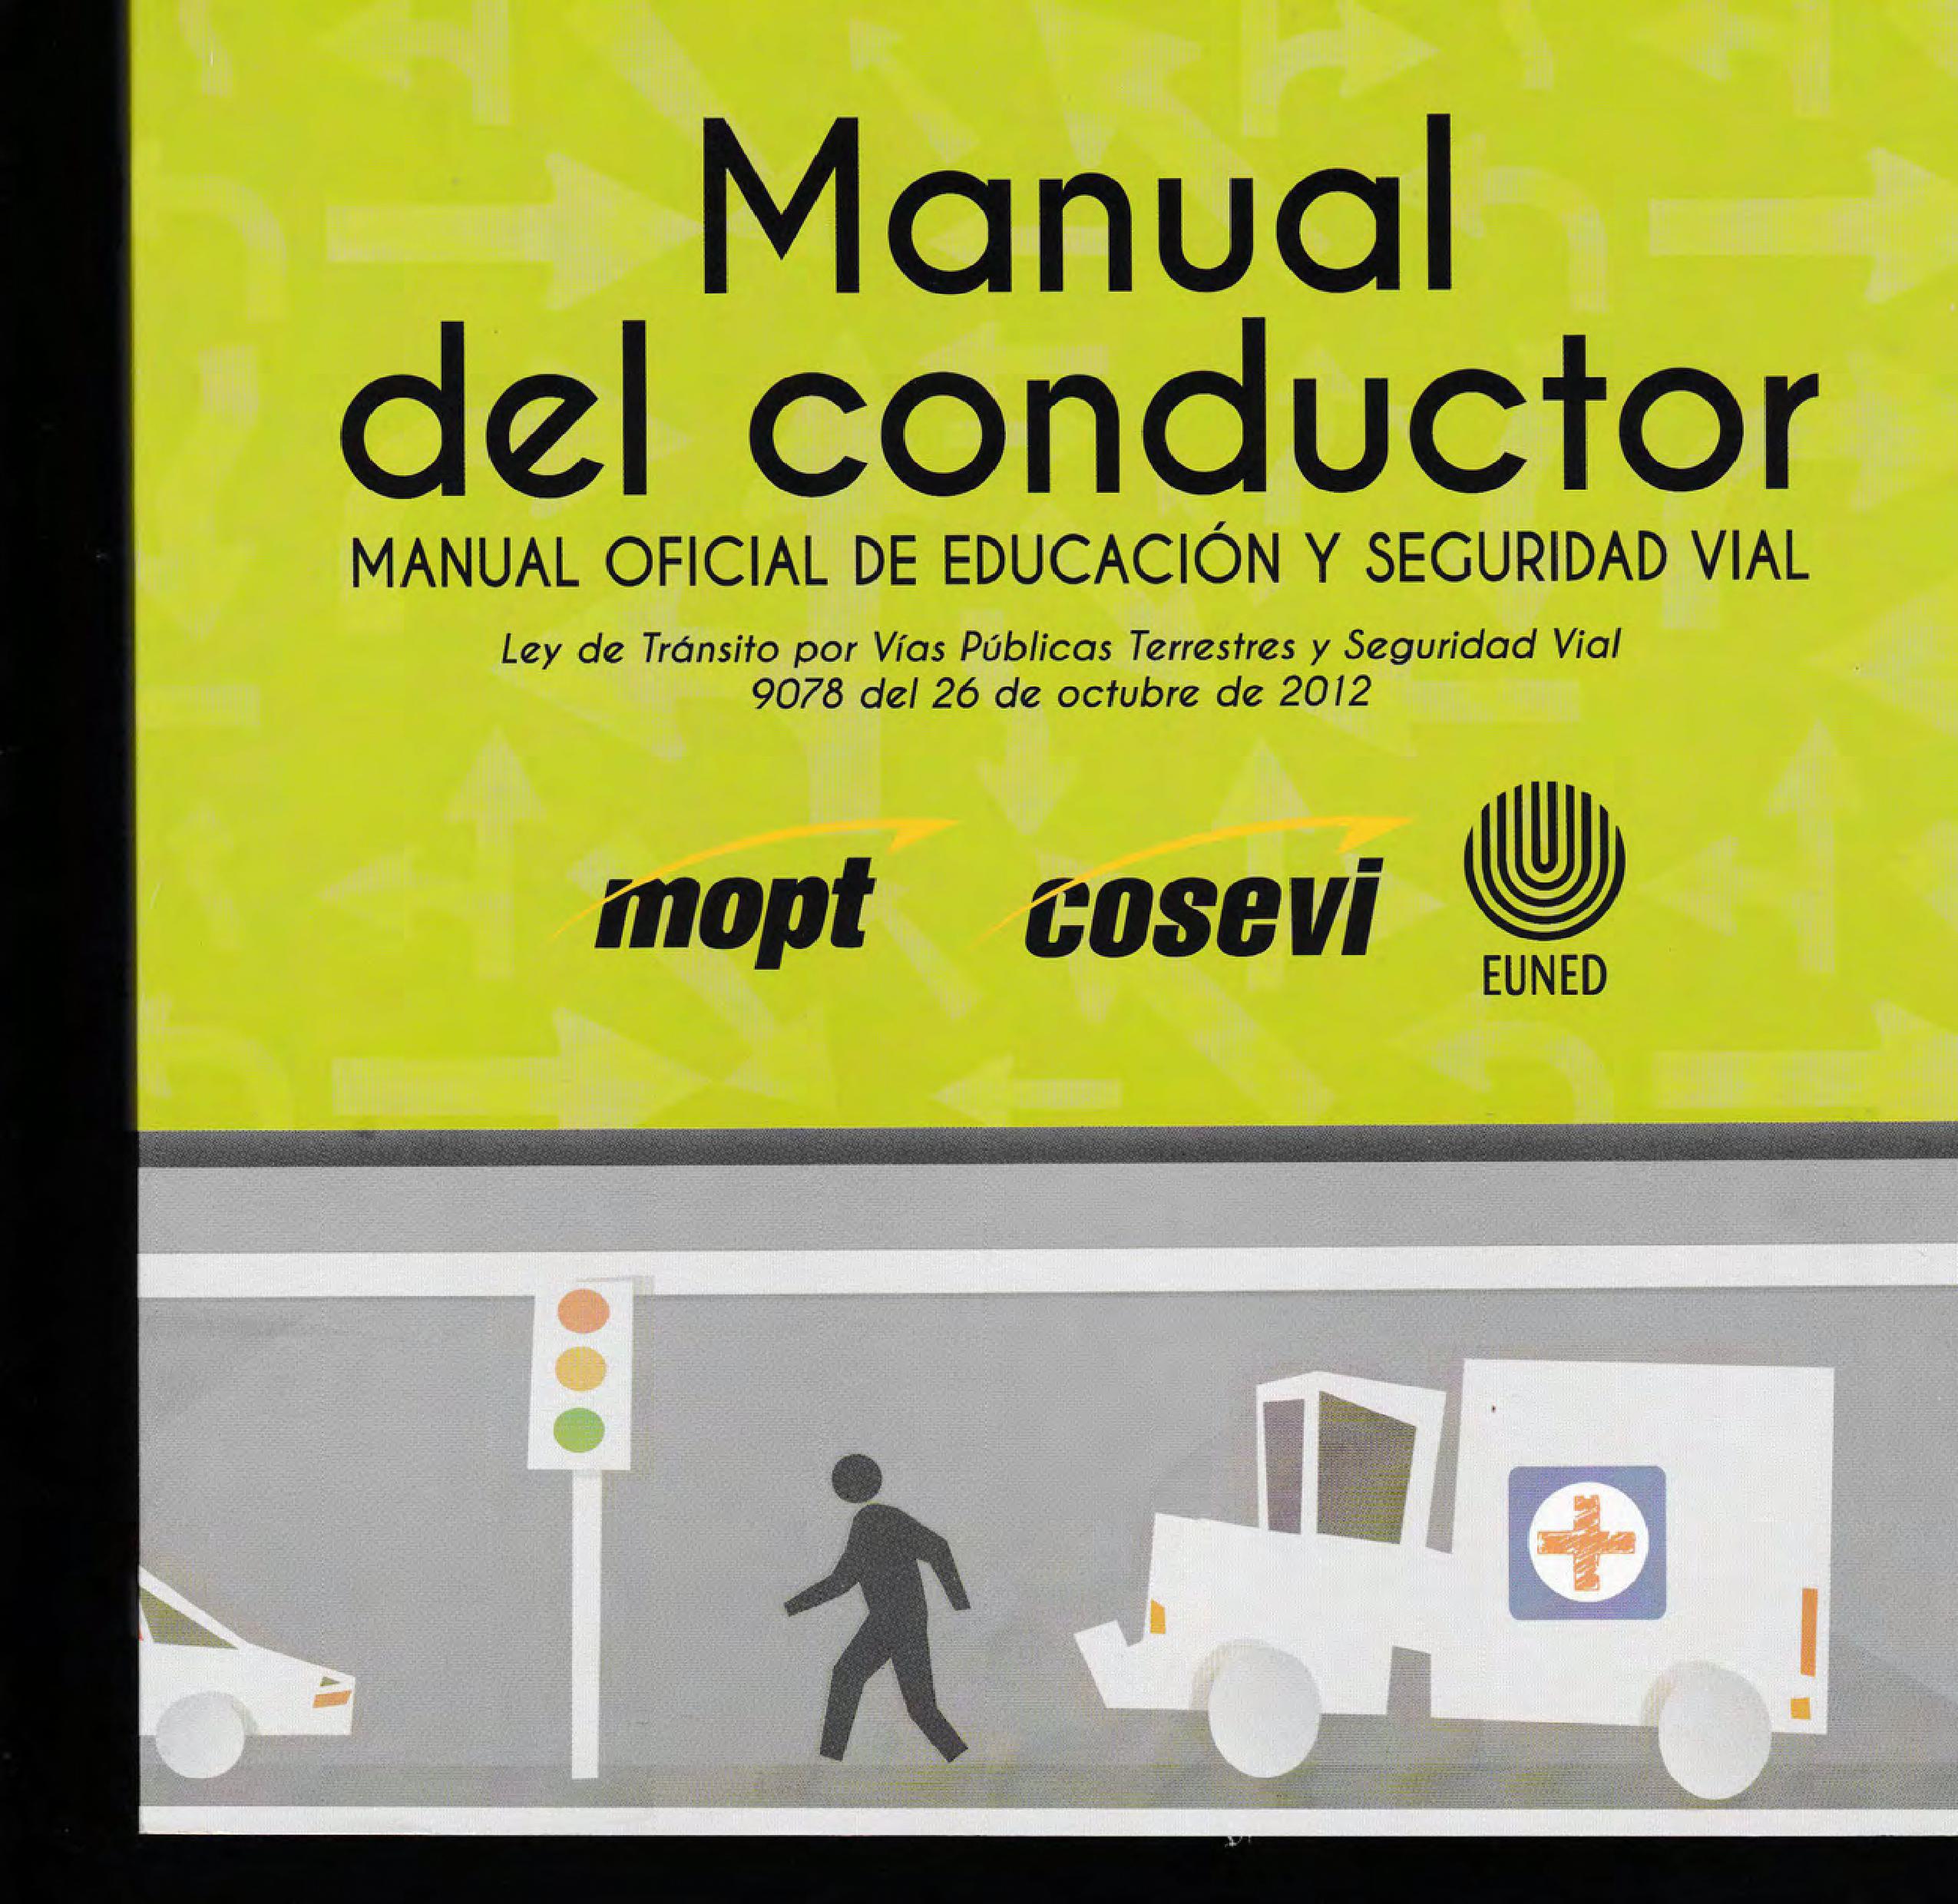 Manual
del conductor
MANUAL OFICIAL DE EDUCACIÓN Y SEGURIDAD VIAL
Ley de Tránsito por Vías Públicas Terrestres y Seguridad Vial
9078 del 26 de octubre de 2012
mopt
cosevi
EUNED